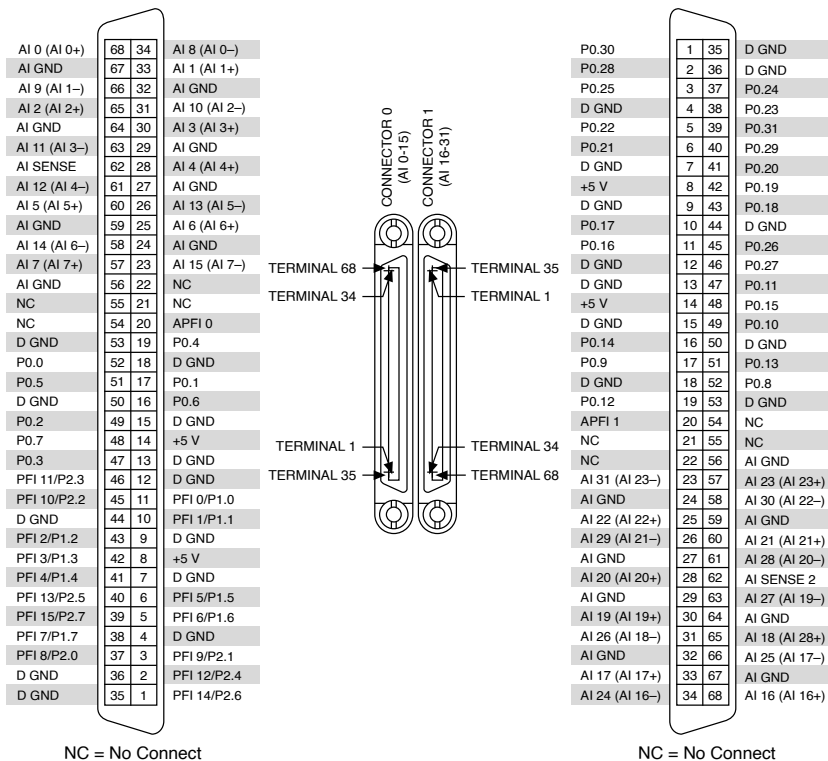 AI 0 (AI 0+) 68 34 AI 8 (AI 0–)
AI GND 67 33 AI 1 (AI 1+)
AI 9 (AI 1–) 66 32 AI GND
AI 2 (AI 2+) 65 31 AI 10 (AI 2–)
AI GND 64 30 AI 3 (AI 3+)
AI 11 (AI 3–) 63 29 AI GND
AI SENSE 62 28 AI 4 (AI 4+)
AI 12 (AI 4–) 61 27 AI GND
AI 5 (AI 5+) 60 26 AI 13 (AI 5–)
AI GND 59 25 AI 6 (AI 6+)
AI 14 (AI 6–) 58 24 AI GND
AI 7 (AI 7+) 57 23 AI 15 (AI 7–)
AI GND 56 22 NC
NC 55 21 NC
NC 54 20 APFI 0
D GND 53 19 P0.4
P0.0 52 18 D GND
P0.5 51 17 P0.1
D GND 50 16 P0.6
P0.2 49 15 D GND
P0.7 48 14 +5 V
P0.3 47 13 D GND
PFI 11/P2.3 46 12 D GND
PFI 10/P2.2 45 11 PFI 0/P1.0
D GND 44 10 PFI 1/P1.1
PFI 2/P1.2 43 9 D GND
PFI 3/P1.3 42 8 +5 V
PFI 4/P1.4 41 7 D GND
PFI 13/P2.5 40 6 PFI 5/P1.5
PFI 15/P2.7 39 5 PFI 6/P1.6
PFI 7/P1.7 38 4 D GND
PFI 8/P2.0 37 3 PFI 9/P2.1
D GND 36 2 PFI 12/P2.4
D GND 35 1 PFI 14/P2.6
NC = No Connect
CONNECTOR 0
(AI 0-15)
CONNECTOR 1
(AI 16-31)
TERMINAL 68
TERMINAL 34
TERMINAL 35
TERMINAL 1
TERMINAL 1
TERMINAL 35
TERMINAL 34
TERMINAL 68
P0.30 1 35 D GND
P0.28 2 36 D GND
P0.25 3 37 P0.24
D GND 4 38 P0.23
P0.22 5 39 P0.31
P0.21 6 40 P0.29
D GND 7 41 P0.20
+5 V 8 42 P0.19
D GND 9 43 P0.18
P0.17 10 44 D GND
P0.16 11 45 P0.26
D GND 12 46 P0.27
D GND 13 47 P0.11
+5 V 14 48 P0.15
D GND 15 49 P0.10
P0.14 16 50 D GND
P0.9 17 51 P0.13
D GND 18 52 P0.8
P0.12 19 53 D GND
APFI 1 20 54 NC
NC 21 55 NC
NC 22 56 AI GND
AI 31 (AI 23–) 23 57 AI 23 (AI 23+)
AI GND 24 58 AI 30 (AI 22–)
AI 22 (AI 22+) 25 59 AI GND
AI 29 (AI 21–) 26 60 AI 21 (AI 21+)
AI GND 27 61 AI 28 (AI 20–)
AI 20 (AI 20+) 28 62 AI SENSE 2
AI GND 29 63 AI 27 (AI 19–)
AI 19 (AI 19+) 30 64 AI GND
AI 26 (AI 18–) 31 65 AI 18 (AI 28+)
AI GND 32 66 AI 25 (AI 17–)
AI 17 (AI 17+) 33 67 AI GND
AI 24 (AI 16–) 34 68 AI 16 (AI 16+)
NC = No Connect